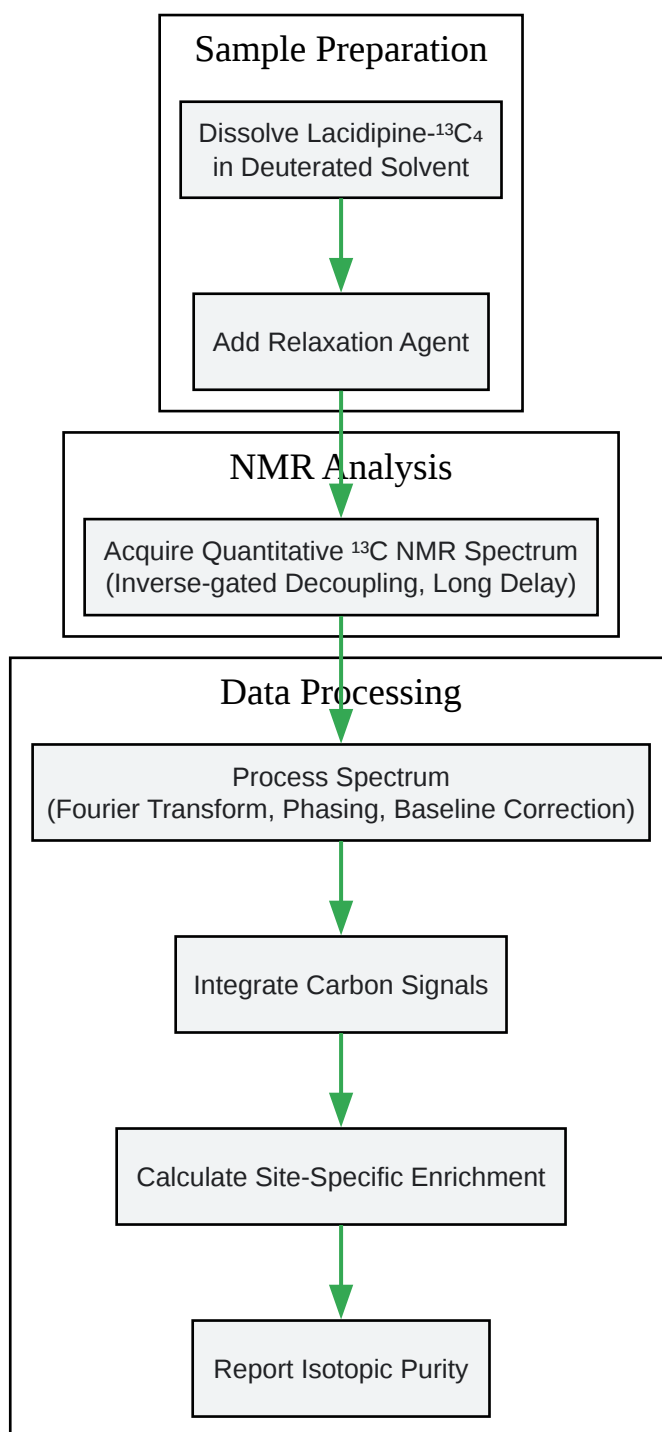 Sample Preparation
Dissolve Lacidipine-¹³C₄
in Deuterated Solvent
Add Relaxation Agent
NMR Analysis
Acquire Quantitative ¹³C NMR Spectrum
(Inverse-gated Decoupling, Long Delay)
Data Processing
Process Spectrum
(Fourier Transform, Phasing, Baseline Correction)
Integrate Carbon Signals
Calculate Site-Specific Enrichment
Report Isotopic Purity